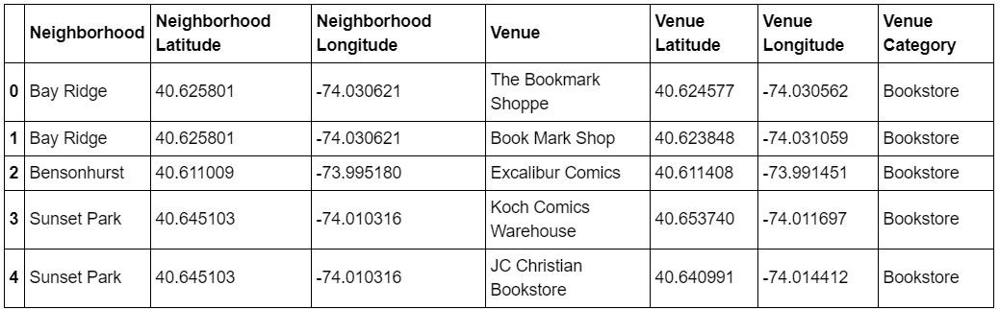 Neighborhood Neighborhood Latitude Neighborhood Longitude Venue Venue Latitude Venue Longitude Venue Category
0 Bay Ridge 40.625801 -74.030621 The Bookmark Shoppe 40.624577 -74.030562 Bookstore
1 Bay Ridge 40.625801 -74.030621 Book Mark Shop 40.623848 -74.031059 Bookstore
2 Bensonhurst 40.611009 -73.995180 Excalibur Comics 40.611408 -73.991451 Bookstore
3 Sunset Park 40.645103 -74.010316 Koch Comics Warehouse 40.653740 -74.011697 Bookstore
4 Sunset Park 40.645103 -74.010316 JC Christian Bookstore 40.640991 -74.014412 Bookstore